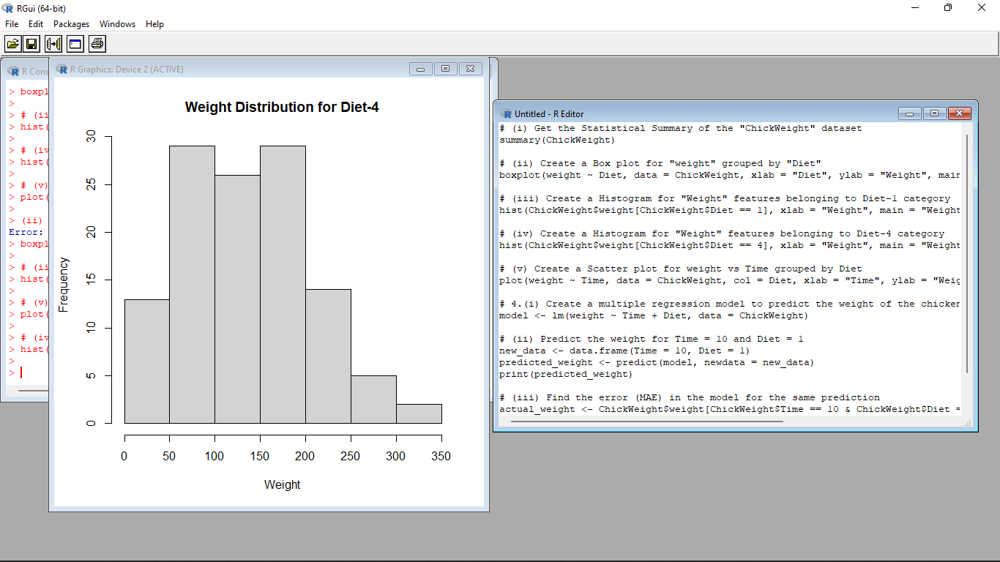 RGui (64-bit)
File Edit Packages Windows Help
R Cons
> boxpl
>
> # (ii
> hist(
>
> # (iv
> hist(
>
> # (v)
> plot(
>
> (ii)
Error:
> boxpl
>
> # (ii
> hist(
>
> # (v)
> plot(
>
> # (iv
> hist(
>
>
R Graphics: Device 2 (ACTIVE)
Weight Distribution for Diet-4
Frequency
30
25
20
15
10
5
0
0 50 100 150 200 250 300 350
Weight
Untitled - R Editor
# (i) Get the Statistical Summary of the "ChickWeight" dataset
summary(ChickWeight)
# (ii) Create a Box plot for "weight" grouped by "Diet"
boxplot(weight ~ Diet, data = ChickWeight, xlab = "Diet", ylab = "Weight", main
# (iii) Create a Histogram for "Weight" features belonging to Diet-1 category
hist(ChickWeight$weight[ChickWeight$Diet == 1], xlab = "Weight", main = "Weight
# (iv) Create a Histogram for "Weight" features belonging to Diet-4 category
hist(ChickWeight$weight[ChickWeight$Diet == 4], xlab = "Weight", main = "Weight
# (v) Create a Scatter plot for weight vs Time grouped by Diet
plot(weight ~ Time, data = ChickWeight, col = Diet, xlab = "Time", ylab = "Weig
# 4.(i) Create a multiple regression model to predict the weight of the chicken
model <- lm(weight ~ Time + Diet, data = ChickWeight)
# (ii) Predict the weight for Time = 10 and Diet = 1
new_data <- data.frame(Time = 10, Diet = 1)
predicted_weight <- predict(model, newdata = new_data)
print(predicted_weight)
# (iii) Find the error (MAE) in the model for the same prediction
actual_weight <- ChickWeight$weight[ChickWeight$Time == 10 & ChickWeight$Diet =